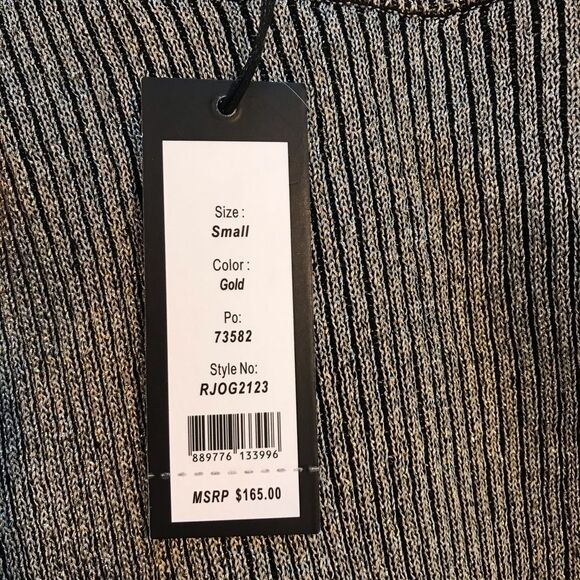 Size :
Small
Color :
Gold
Po:
73582
Style No:
RJOG2123
889776 133996
MSRP $165.00